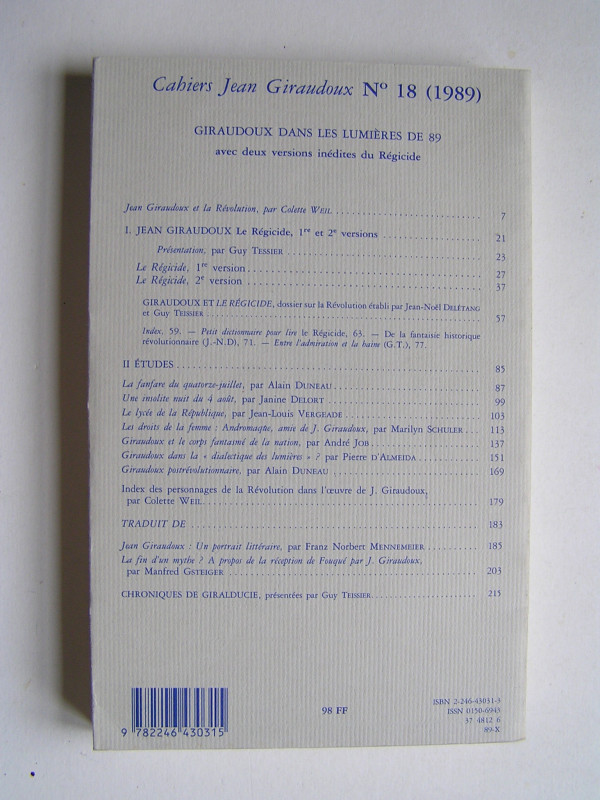 Cahiers Jean Giraudoux Nº 18 (1989)
GIRAUDOUX DANS LES LUMIÈRES DE 89
avec deux versions inédites du Régicide
Jean Giraudoux et la Révolution, par Colette WEIL .......... 7
I. JEAN GIRAUDOUX Le Régicide, 1re et 2e versions .......... 21
Présentation, par Guy TESSIER .......... 23
Le Régicide, 1re version .......... 27
Le Régicide, 2e version .......... 37
GIRAUDOUX ET LE RÉGICIDE, dossier sur la Révolution établi par Jean-Noël DELÉTANG
et Guy TEISSIER .......... 57
Index. 59. — Petit dictionnaire pour lire le Régicide, 63. — De la fantaisie historique
révolutionnaire (J.-N.D), 71. — Entre l'admiration et la haine (G.T.), 77.
II ÉTUDES .......... 85
La fanfare du quatorze-juillet, par Alain DUNEAU .......... 87
Une insolite nuit du 4 août, par Janine DELORT .......... 99
Le lycée de la République, par Jean-Louis VERGEADE .......... 103
Les droits de la femme : Andromaque, amie de J. Giraudoux, par Marilyn SCHULER ... 113
Giraudoux et le corps fantasmé de la nation, par André JOB .......... 137
Giraudoux dans la « dialectique des lumières » ? par Pierre D'ALMEIDA .......... 151
Giraudoux postrévolutionnaire, par Alain DUNEAU .......... 169
Index des personnages de la Révolution dans l'œuvre de J. Giraudoux,
par Colette WEIL .......... 179
TRADUIT DE .......... 183
Jean Giraudoux : Un portrait littéraire, par Franz Norbert MENNEMEIER .......... 185
La fin d'un mythe ? A propos de la réception de Fouqué par J. Giraudoux,
par Manfred GSTEIGER .......... 203
CHRONIQUES DE GIRALDUCIE, présentées par Guy TEISSIER .......... 215
98 FF
ISBN 2-246-43031-3
ISSN 0150-6943
37 4812 6
89-X
9 782246 430315